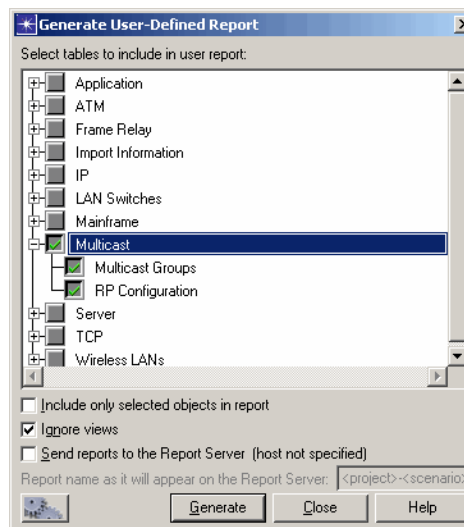 Generate User-Defined Report
Select tables to include in user report:
Application
ATM
Frame Relay
Import Information
IP
LAN Switches
Mainframe
Multicast
Multicast Groups
RP Configuration
Server
TCP
Wireless LANs
Include only selected objects in report
Ignore views
Send reports to the Report Server (host not specified)
Report name as it will appear on the Report Server: <project>-<scenario>
Generate Close Help